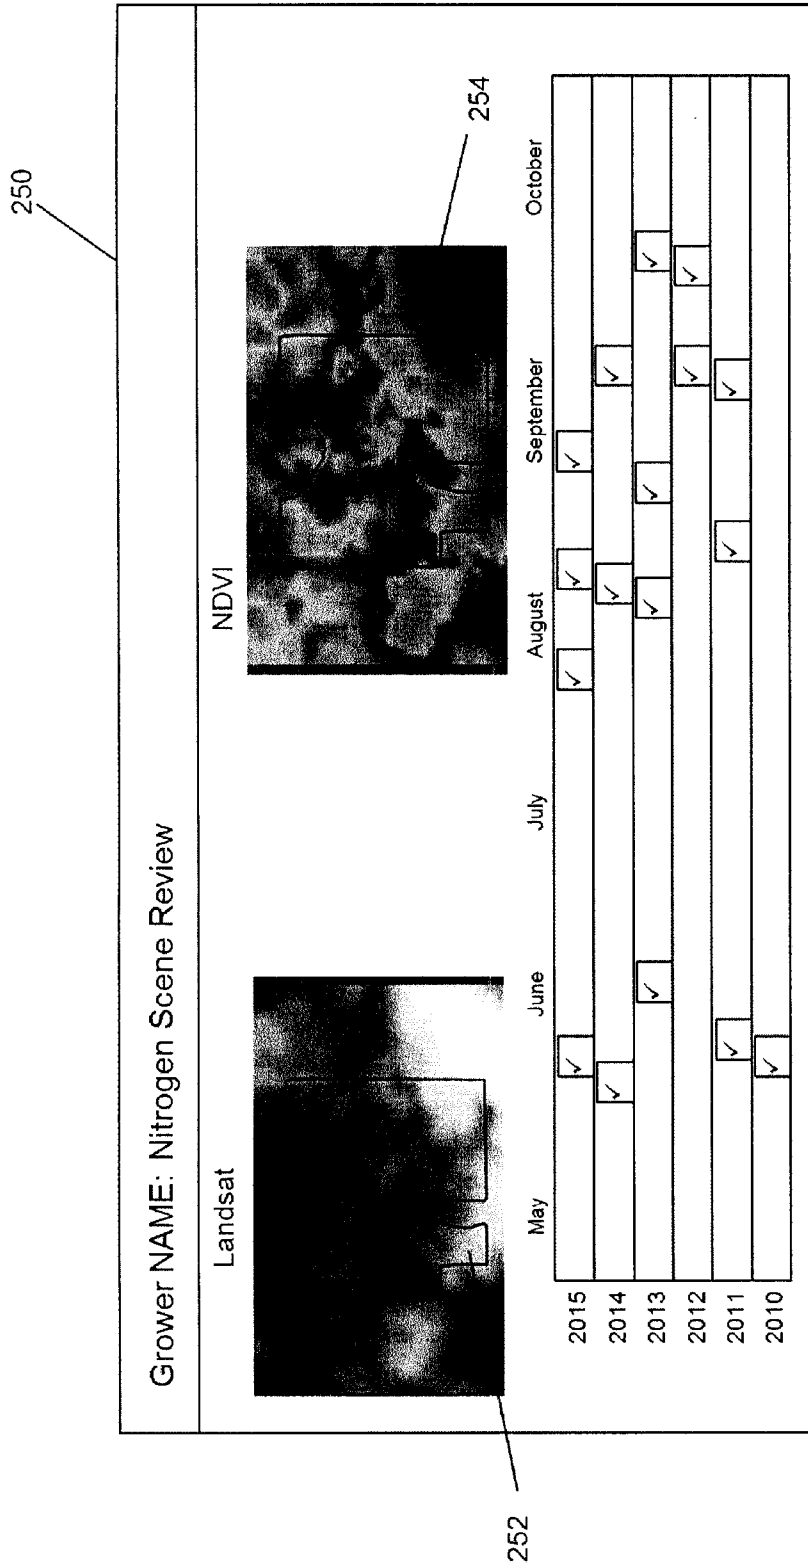 250
Grower NAME: Nitrogen Scene Review
Landsat
NDVI
252
254
May June July August September October
2015 ✓ ✓ ✓ ✓
2014 ✓ ✓ ✓
2013 ✓ ✓ ✓ ✓
2012 ✓ ✓
2011 ✓ ✓ ✓
2010 ✓